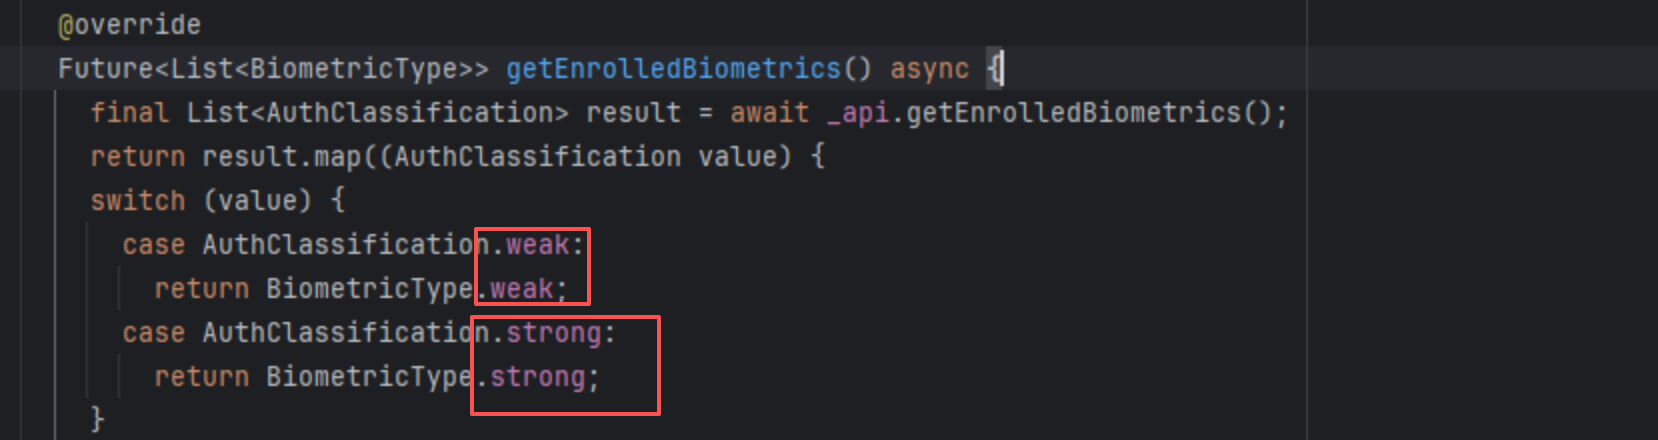 @override
Future<List<BiometricType>> getEnrolledBiometrics() async {
final List<AuthClassification> result = await _api.getEnrolledBiometrics();
return result.map((AuthClassification value) {
switch (value) {
case AuthClassification.weak:
return BiometricType.weak;
case AuthClassification.strong:
return BiometricType.strong;
}